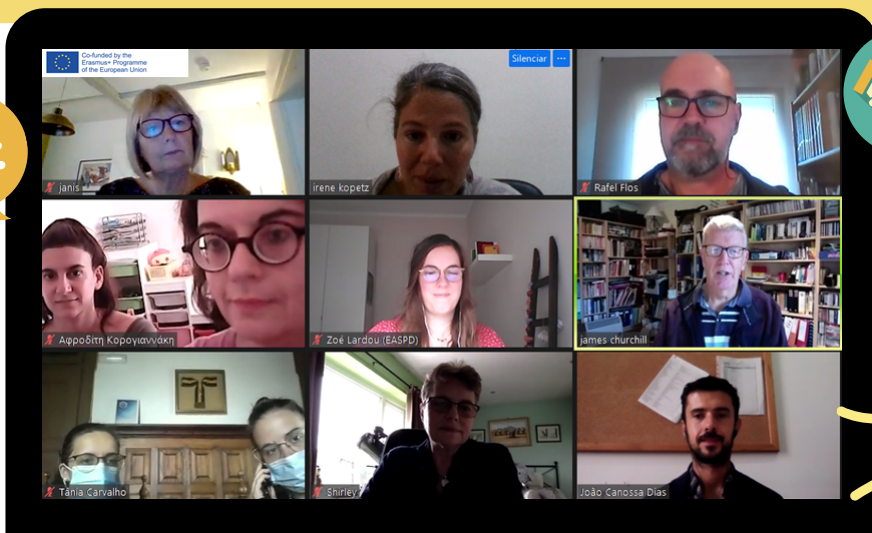 Co-funded by the
Erasmus+ Programme
of the European Union
Silenciar ...
janis
irene kopetz
Rafel Flos
Αφροδίτη Κορογιαννάκη
Zoé Lardou (EASPD)
james churchill
Tânia Carvalho
Shirley
João Canossa Dias